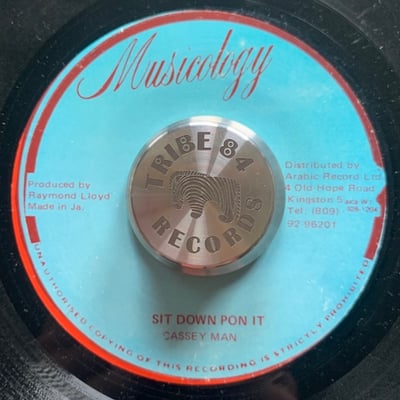 Musicology
TRIBE 84
RECORDS
Produced by
Raymond Lloyd
Made in Ja.
Distributed by
Arabic Record Ltd
4 Old Hope Road
Kingston 5
Tel: (809)
92-96201
SIT DOWN PON IT
CASSEY MAN
UNAUTHORISED COPYING OF THIS RECORDING IS STRICTLY PROHIBITED